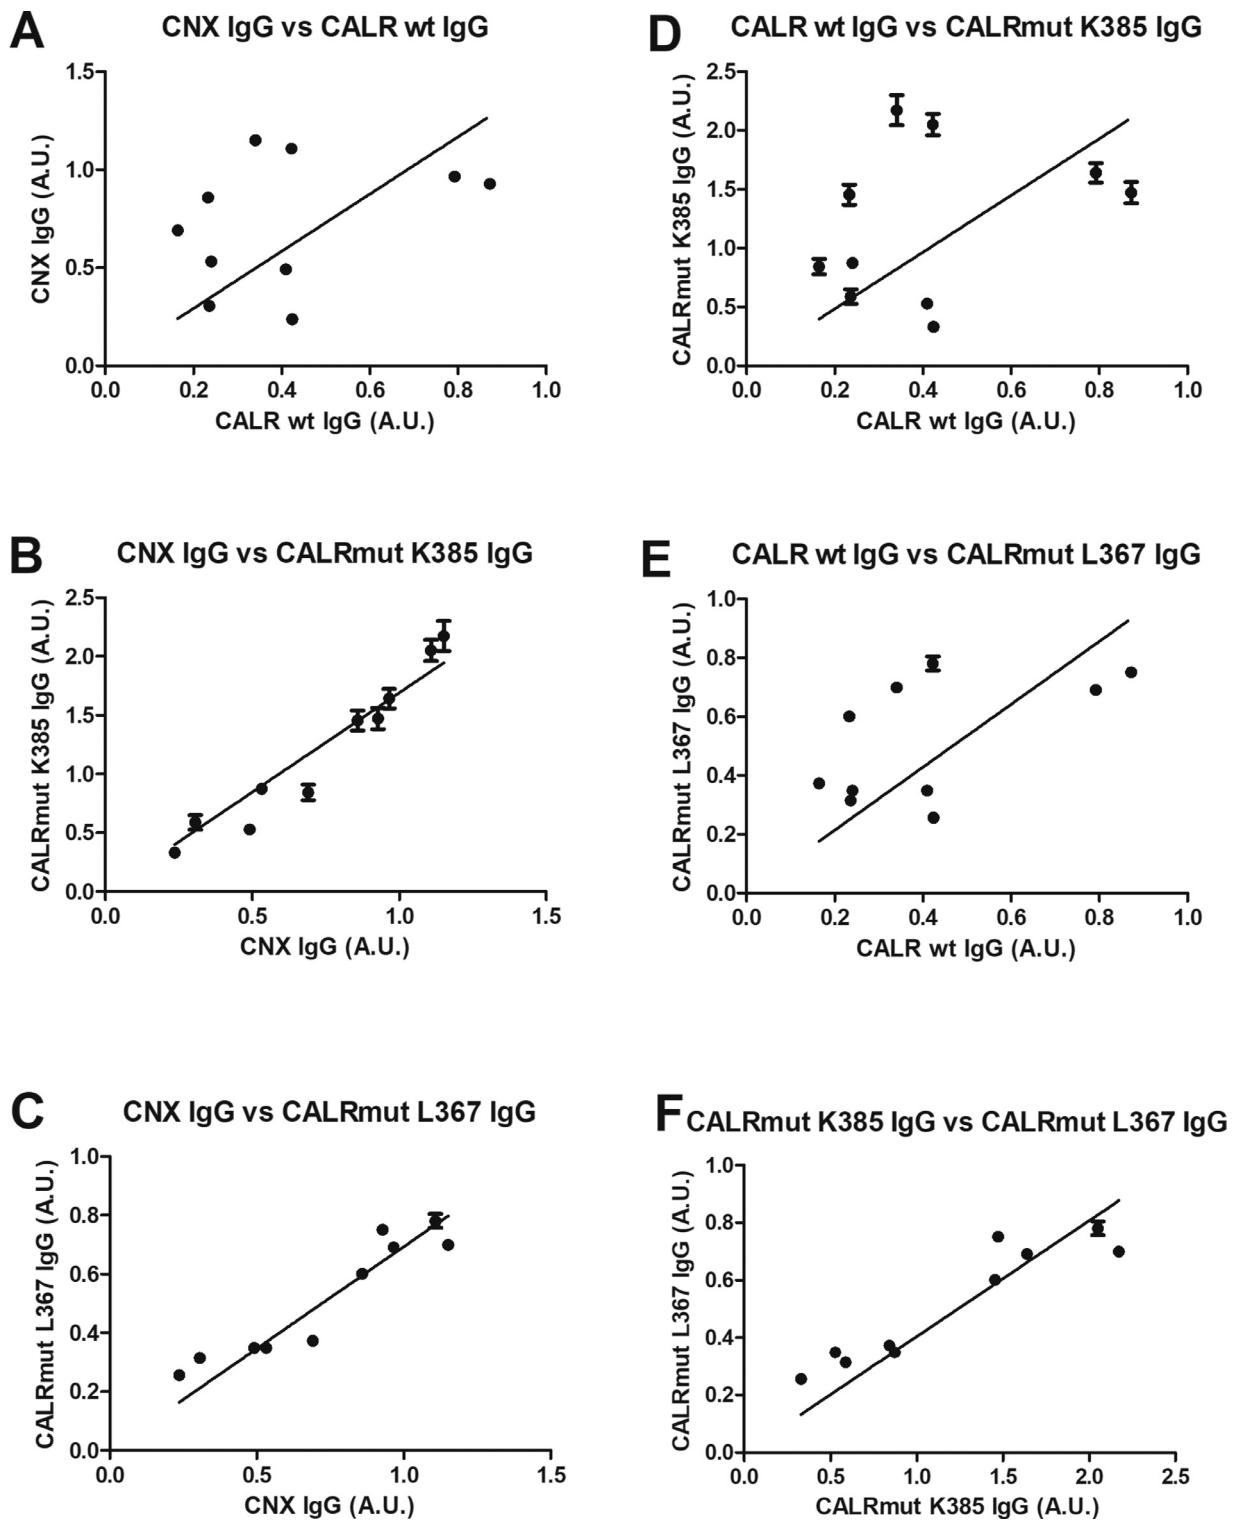 A
CNX IgG vs CALR wt IgG
CNX IgG (A.U.)
1.5
1.0
0.5
0.0
0.0 0.2 0.4 0.6 0.8 1.0
CALR wt IgG (A.U.)
B
CNX IgG vs CALRmut K385 IgG
CALRmut K385 IgG (A.U.)
2.5
2.0
1.5
1.0
0.5
0.0
0.0 0.5 1.0 1.5
CNX IgG (A.U.)
C
CNX IgG vs CALRmut L367 IgG
CALRmut L367 IgG (A.U.)
1.0
0.8
0.6
0.4
0.2
0.0
0.0 0.5 1.0 1.5
CNX IgG (A.U.)
D
CALR wt IgG vs CALRmut K385 IgG
CALRmut K385 IgG (A.U.)
2.5
2.0
1.5
1.0
0.5
0.0
0.0 0.2 0.4 0.6 0.8 1.0
CALR wt IgG (A.U.)
E
CALR wt IgG vs CALRmut L367 IgG
CALRmut L367 IgG (A.U.)
1.0
0.8
0.6
0.4
0.2
0.0
0.0 0.2 0.4 0.6 0.8 1.0
CALR wt IgG (A.U.)
F
CALRmut K385 IgG vs CALRmut L367 IgG
CALRmut L367 IgG (A.U.)
1.0
0.8
0.6
0.4
0.2
0.0
0.0 0.5 1.0 1.5 2.0 2.5
CALRmut K385 IgG (A.U.)